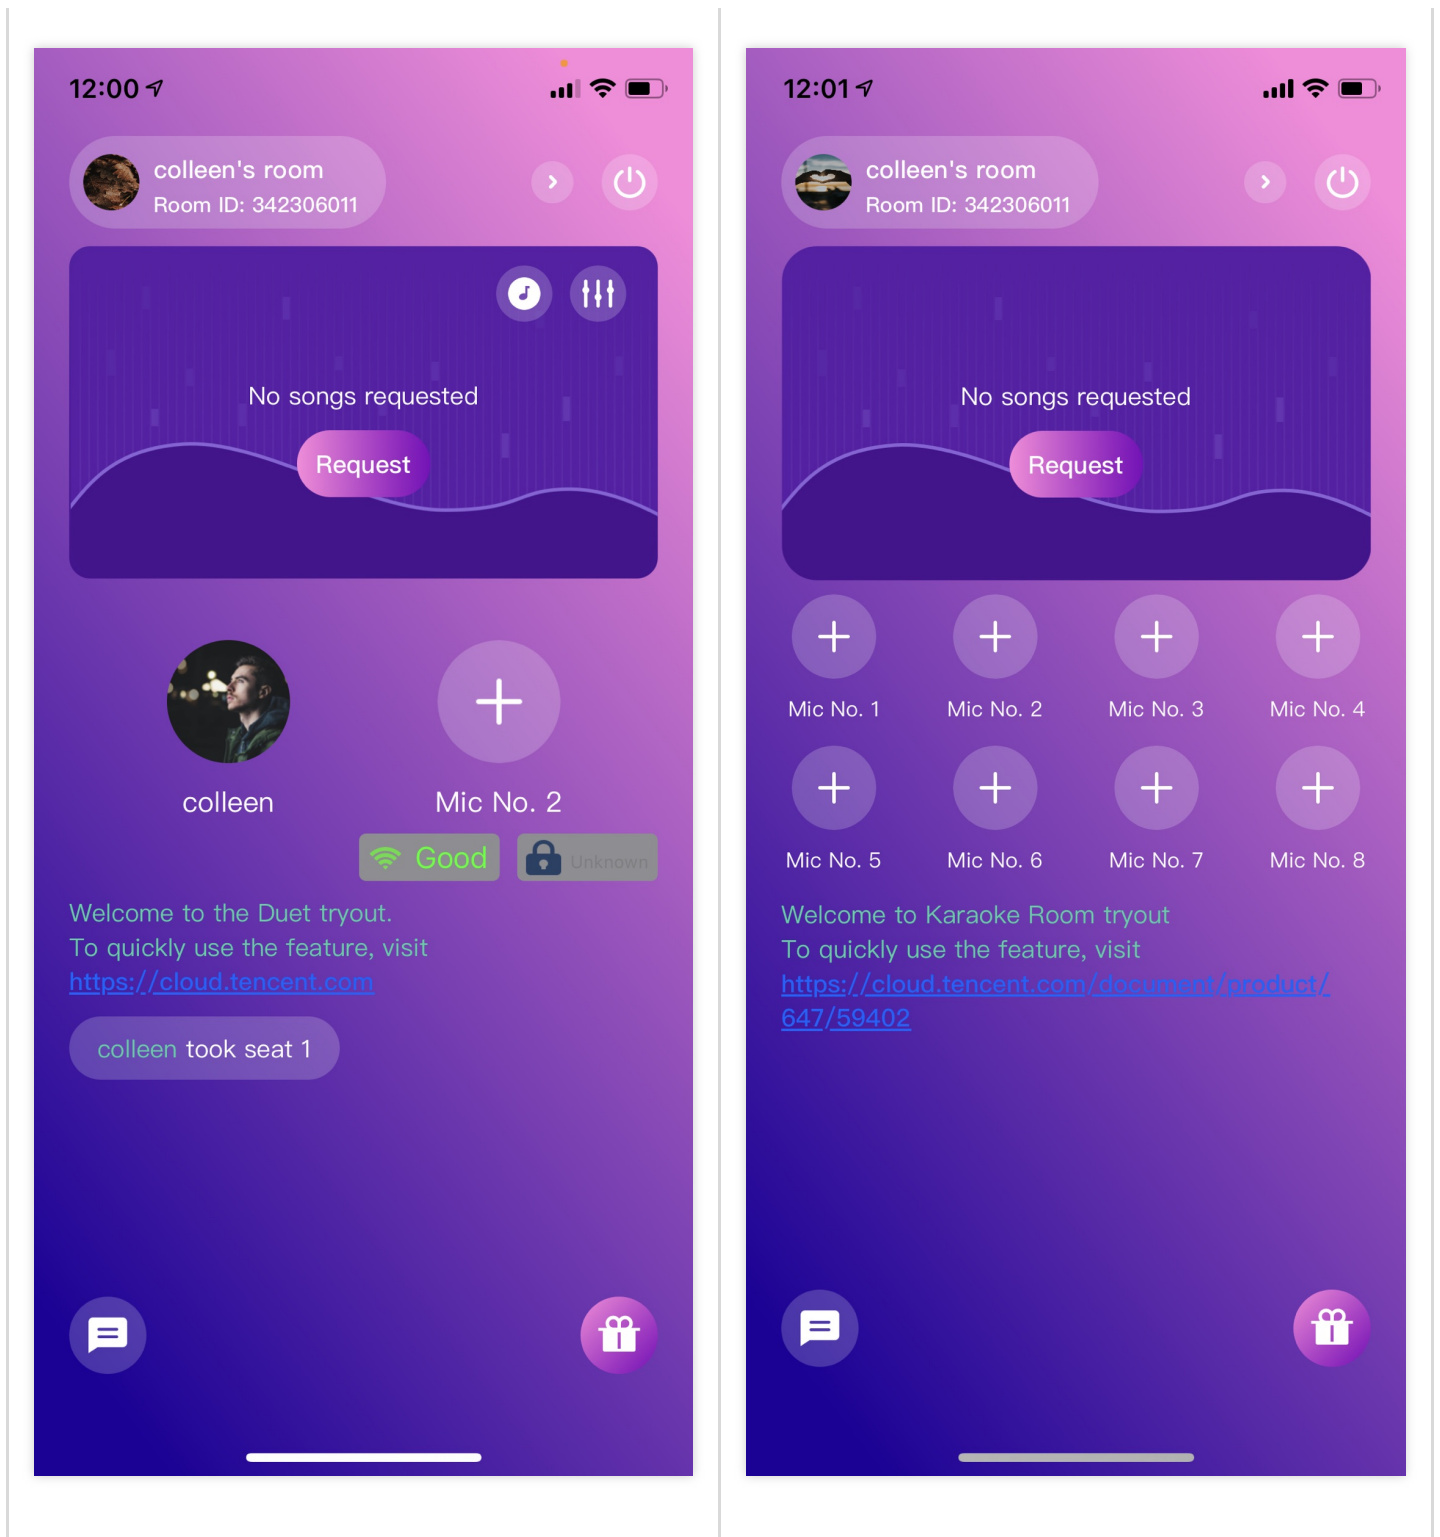 12:00
colleen's room
Room ID: 342306011
No songs requested
Request
colleen
Mic No. 2
Good
Unknown
Welcome to the Duet tryout.
To quickly use the feature, visit
https://cloud.tencent.com
colleen took seat 1
12:01
colleen's room
Room ID: 342306011
No songs requested
Request
Mic No. 1
Mic No. 2
Mic No. 3
Mic No. 4
Mic No. 5
Mic No. 6
Mic No. 7
Mic No. 8
Welcome to Karaoke Room tryout
To quickly use the feature, visit
https://cloud.tencent.com/document/product/
647/59402